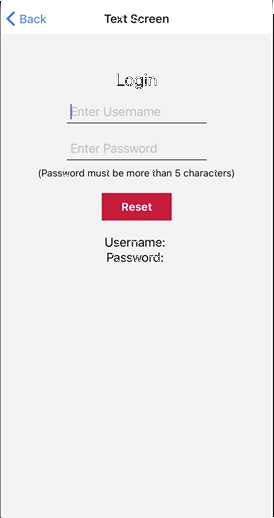 Back Text Screen
Login
Enter Username
Enter Password
(Password must be more than 5 characters)
Reset
Username:
Password: